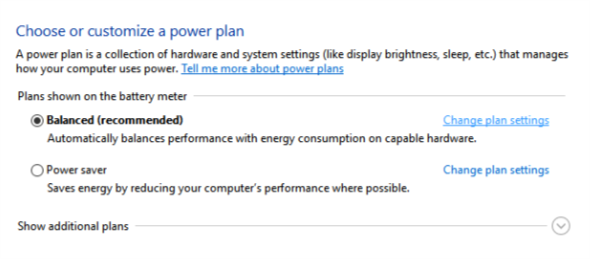 Choose or customize a power plan
A power plan is a collection of hardware and system settings (like display brightness, sleep, etc.) that manages
how your computer uses power. Tell me more about power plans
Plans shown on the battery meter
Balanced (recommended) Change plan settings
Automatically balances performance with energy consumption on capable hardware.
Power saver Change plan settings
Saves energy by reducing your computer's performance where possible.
Show additional plans